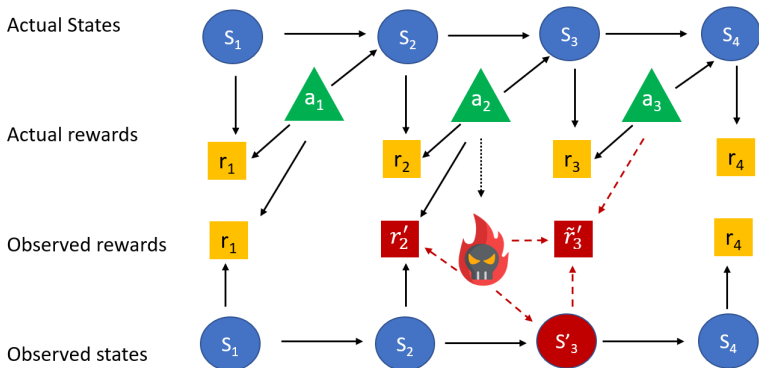 Actual States
S₁ S₂ S₃ S₄
a₁ a₂ a₃
Actual rewards
r₁ r₂ r₃ r₄
Observed rewards
r₁ r₂′ r̃₃′ r₄
Observed states
S₁ S₂ S'₃ S₄